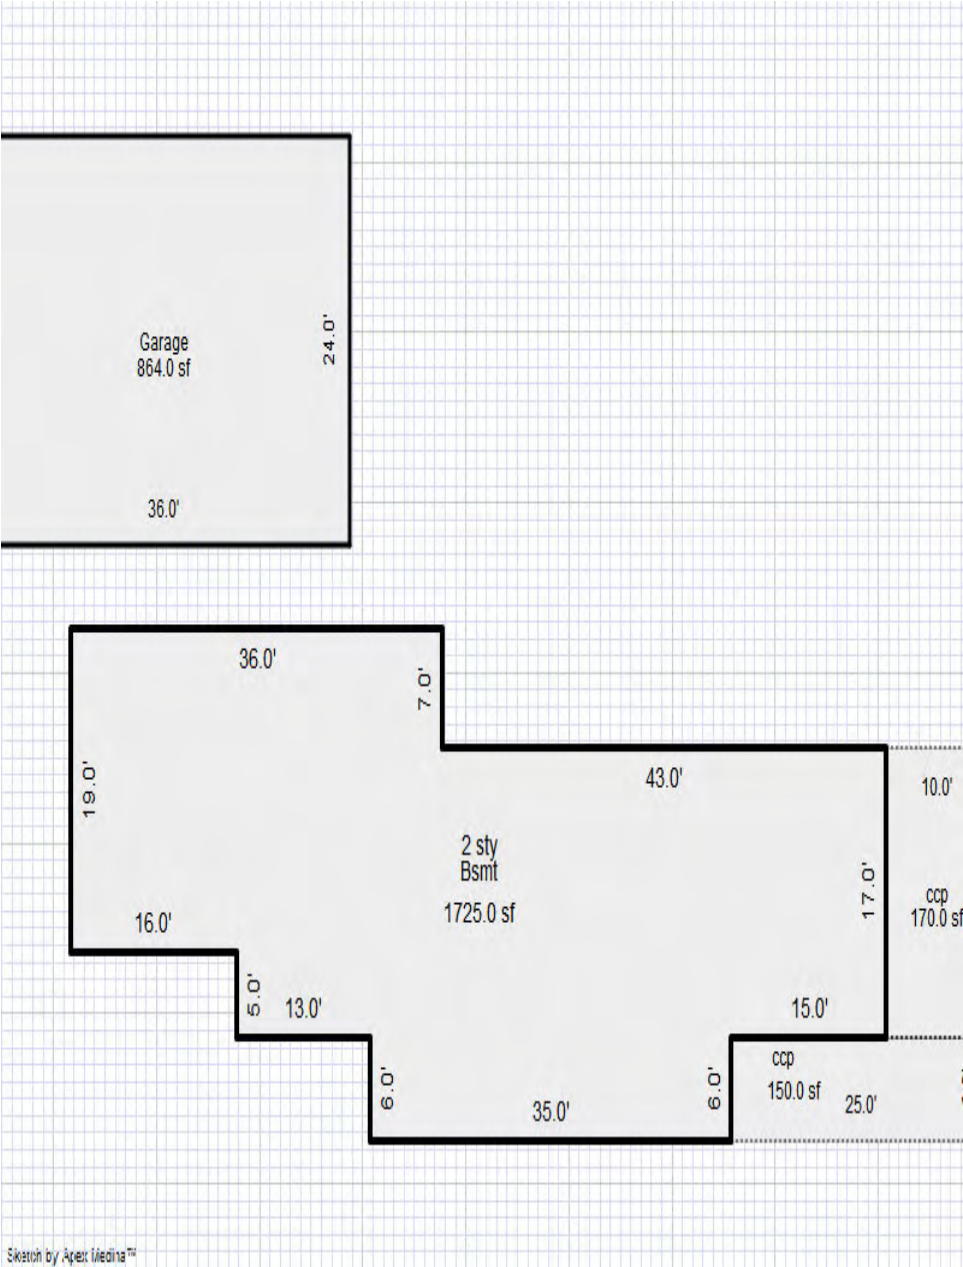 24.0'
Garage
864.0 sf
36.0'
36.0'
7.0'
19.0'
43.0'
10.0'
2 sty
Bsmt
1725.0 sf
17.0'
ccp
170.0 sf
16.0'
5.0'
13.0'
15.0'
6.0'
35.0'
6.0'
ccp
150.0 sf
25.0'
Sketch by Apex Medina™